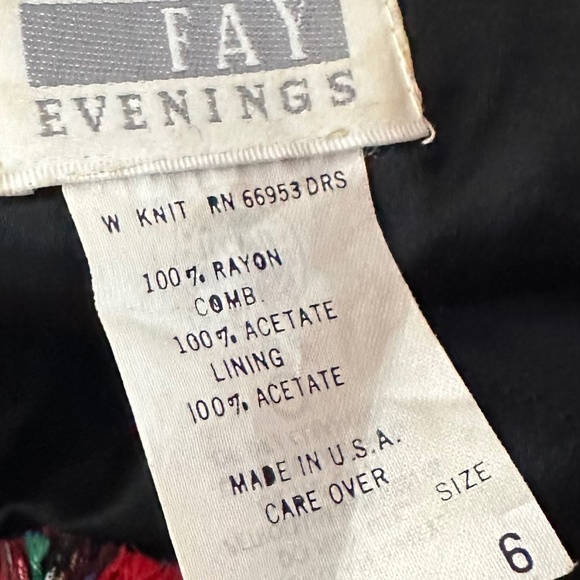 FAY
EVENINGS
W KNIT RN 66953 DRS
100% RAYON
COMB.
100% ACETATE
LINING
100% ACETATE
MADE IN U.S.A.
CARE OVER
SIZE
6